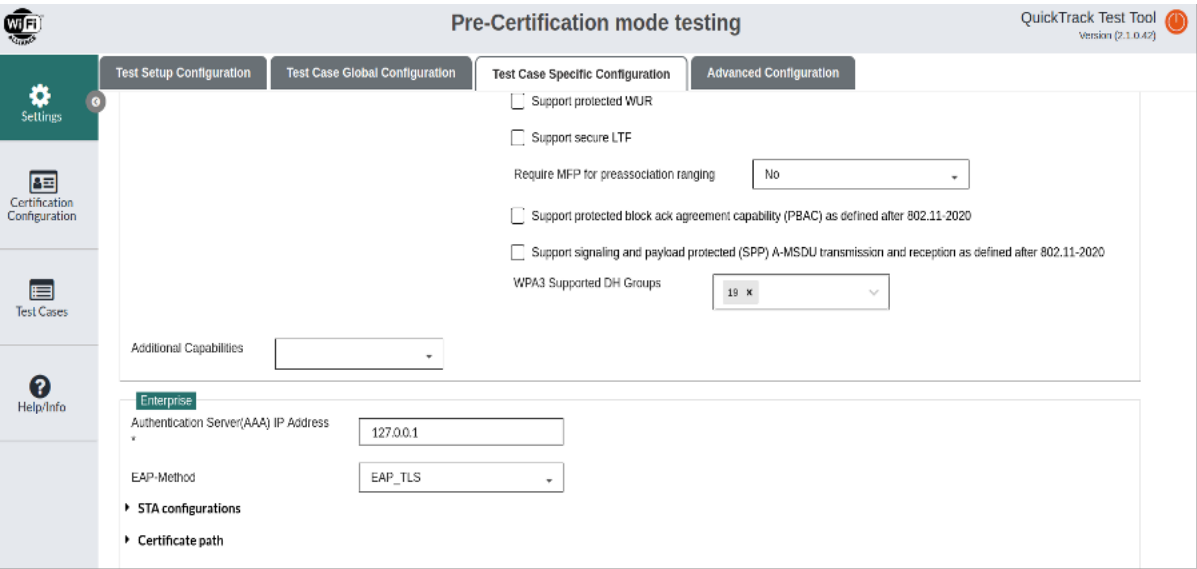 Wi Fi
ALLIANCE
Pre-Certification mode testing
QuickTrack Test Tool
Version (2.1.0.42)
Settings
Certification
Configuration
Test Cases
Help/Info
Test Setup Configuration
Test Case Global Configuration
Test Case Specific Configuration
Advanced Configuration
Support protected WUR
Support secure LTF
Require MFP for preassociation ranging
No
Support protected block ack agreement capability (PBAC) as defined after 802.11-2020
Support signaling and payload protected (SPP) A-MSDU transmission and reception as defined after 802.11-2020
WPA3 Supported DH Groups
19 ×
Additional Capabilities
Enterprise
Authentication Server(AAA) IP Address
*
127.0.0.1
EAP-Method
EAP_TLS
STA configurations
Certificate path